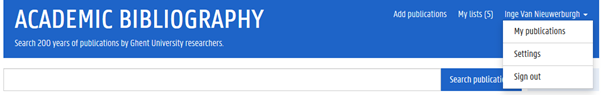 ACADEMIC BIBLIOGRAPHY
Add publications
My lists (5)
Inge Van Nieuwerburgh
Search 200 years of publications by Ghent University researchers.
My publications
Settings
Sign out
Search